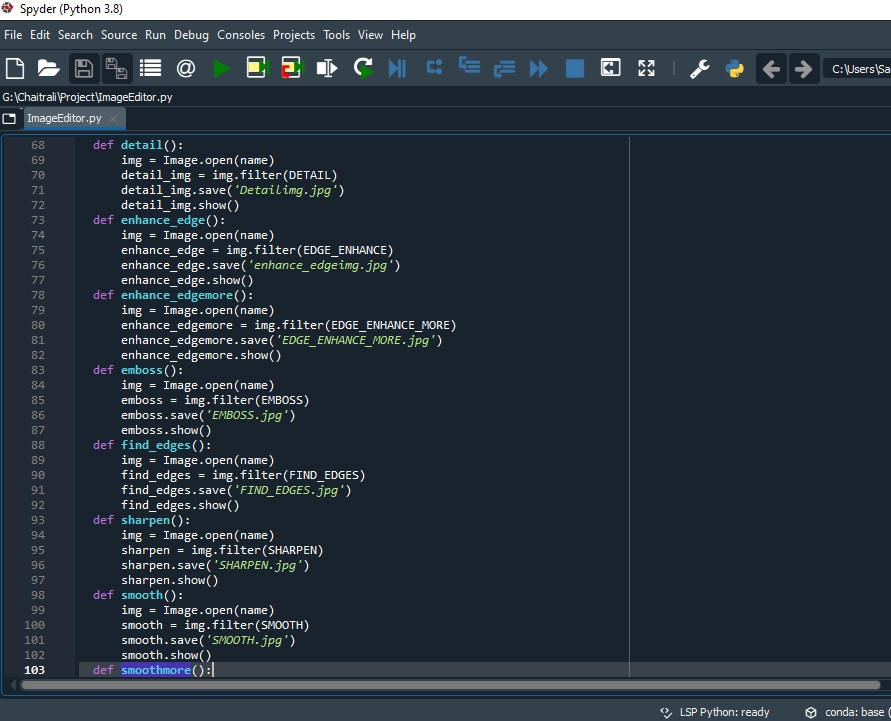 Spyder (Python 3.8)
File Edit Search Source Run Debug Consoles Projects Tools View Help
C:\Users\Sa
G:\Chaitrali\Project\ImageEditor.py
ImageEditor.py
68 def detail():
69 img = Image.open(name)
70 detail_img = img.filter(DETAIL)
71 detail_img.save('Detailimg.jpg')
72 detail_img.show()
73 def enhance_edge():
74 img = Image.open(name)
75 enhance_edge = img.filter(EDGE_ENHANCE)
76 enhance_edge.save('enhance_edgeimg.jpg')
77 enhance_edge.show()
78 def enhance_edgemore():
79 img = Image.open(name)
80 enhance_edgemore = img.filter(EDGE_ENHANCE_MORE)
81 enhance_edgemore.save('EDGE_ENHANCE_MORE.jpg')
82 enhance_edgemore.show()
83 def emboss():
84 img = Image.open(name)
85 emboss = img.filter(EMBOSS)
86 emboss.save('EMBOSS.jpg')
87 emboss.show()
88 def find_edges():
89 img = Image.open(name)
90 find_edges = img.filter(FIND_EDGES)
91 find_edges.save('FIND_EDGES.jpg')
92 find_edges.show()
93 def sharpen():
94 img = Image.open(name)
95 sharpen = img.filter(SHARPEN)
96 sharpen.save('SHARPEN.jpg')
97 sharpen.show()
98 def smooth():
99 img = Image.open(name)
100 smooth = img.filter(SMOOTH)
101 smooth.save('SMOOTH.jpg')
102 smooth.show()
103 def smoothmore():
LSP Python: ready conda: base (